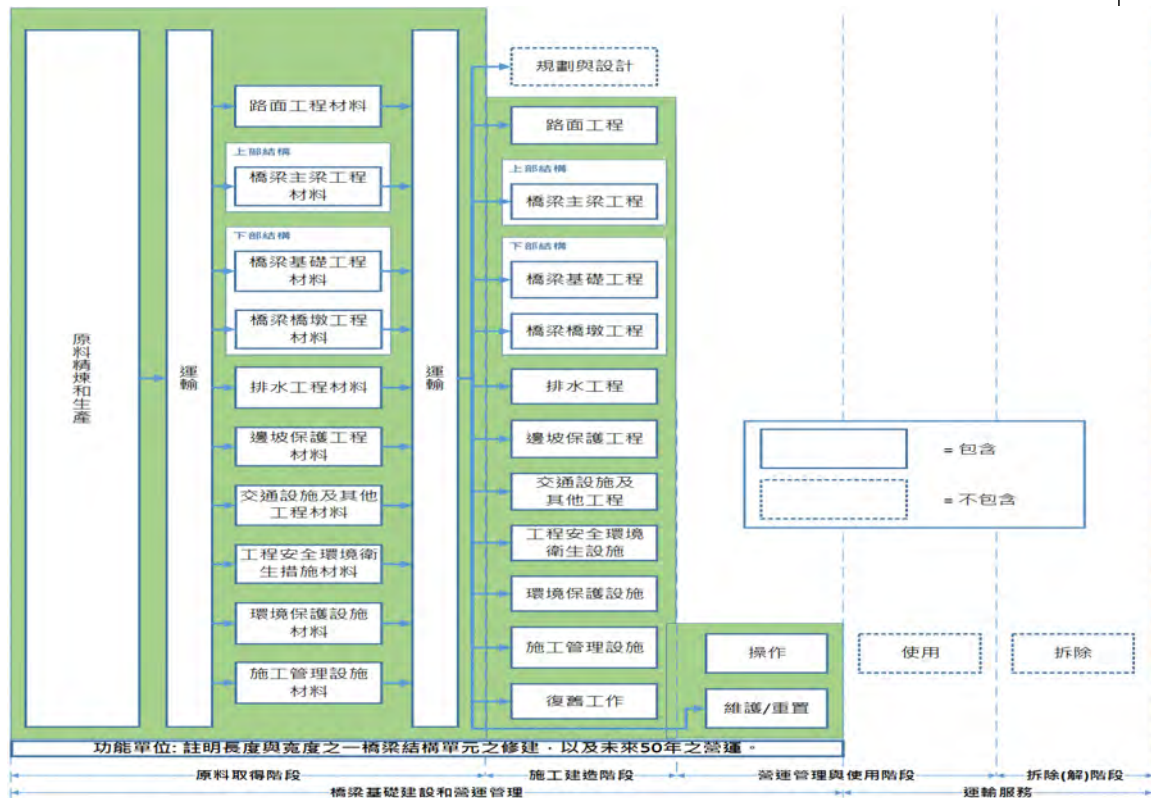 原料精煉和生產
運輸
路面工程材料
上部結構
橋梁主梁工程
材料
下部結構
橋梁基礎工程
材料
橋梁橋墩工程
材料
排水工程材料
邊坡保護工程
材料
交通設施及其他
工程材料
工程安全環境衛
生措施材料
環境保護設施
材料
施工管理設施
材料
運輸
規劃與設計
路面工程
上部結構
橋梁主梁工程
下部結構
橋梁基礎工程
橋梁橋墩工程
排水工程
邊坡保護工程
交通設施及
其他工程
工程安全環境
衛生設施
環境保護設施
施工管理設施
復舊工作
操作
維護/重置
使用
拆除
= 包含
= 不包含
功能單位: 註明長度與寬度之一橋梁結構單元之修建，以及未來50年之營運。
原料取得階段
施工建造階段
營運管理與使用階段
拆除(解)階段
橋梁基礎建設和營運管理
運輸服務